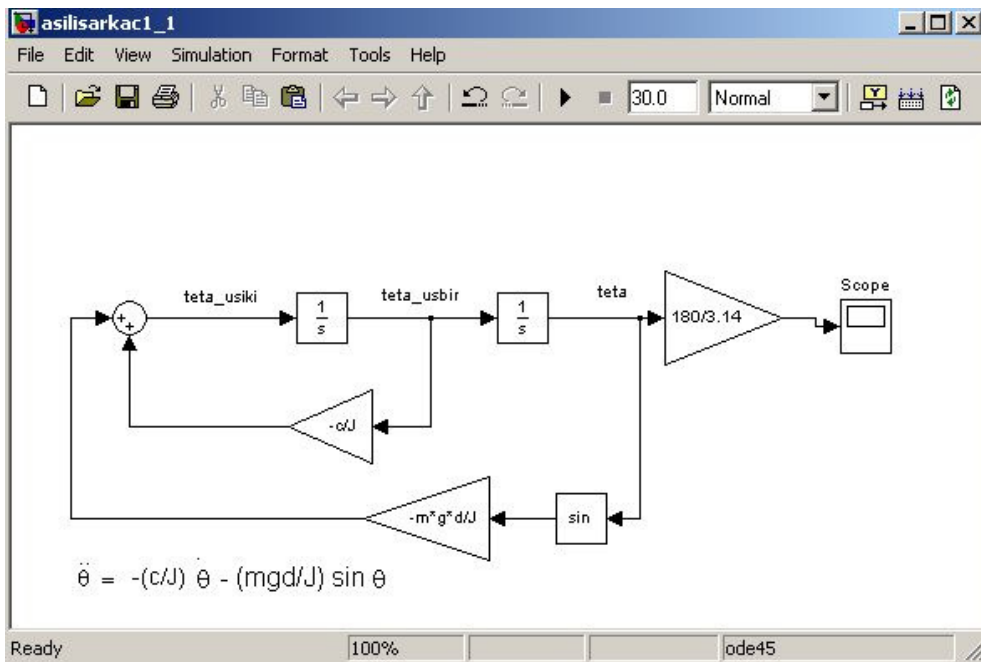 asilisarkac1_1
File Edit View Simulation Format Tools Help
30.0 Normal
Scope
teta_usiki teta_usbir teta
+ + 1/s 1/s 180/3.14
-c/J
-m*g*d/J sin
θ̈ = -(c/J) θ̇ - (mgd/J) sin θ
Ready 100% ode45